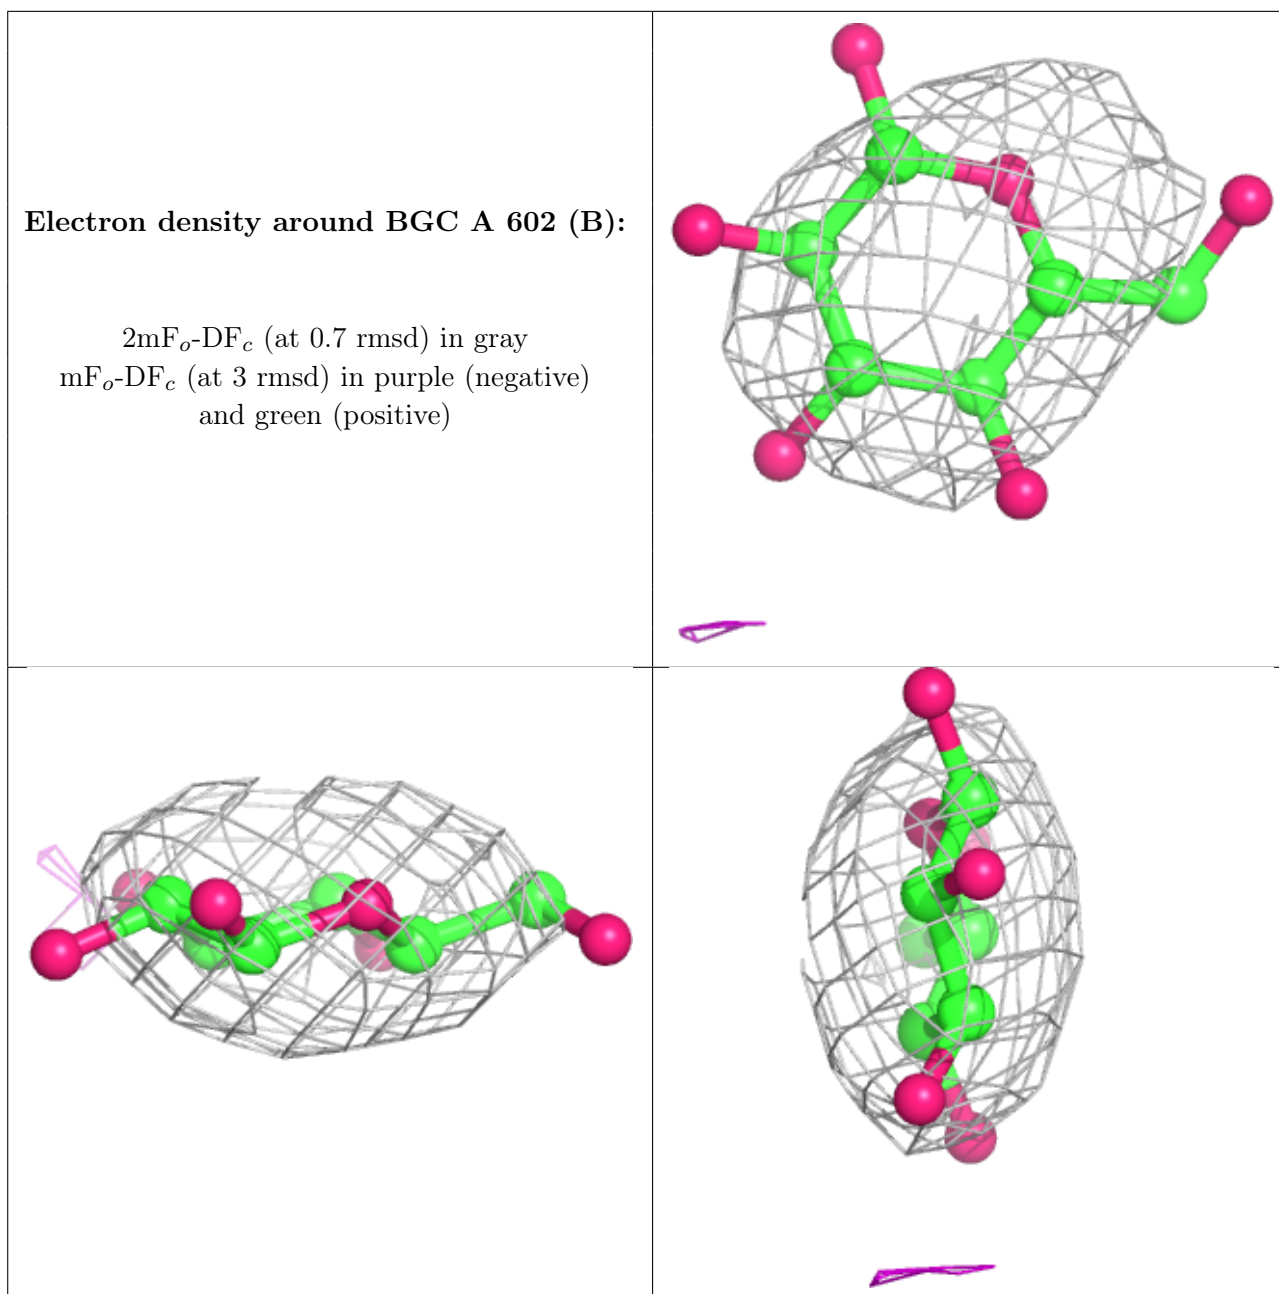 Electron density around BGC A 602 (B):
2mFo-DFc (at 0.7 rmsd) in gray
mFo-DFc (at 3 rmsd) in purple (negative)
and green (positive)